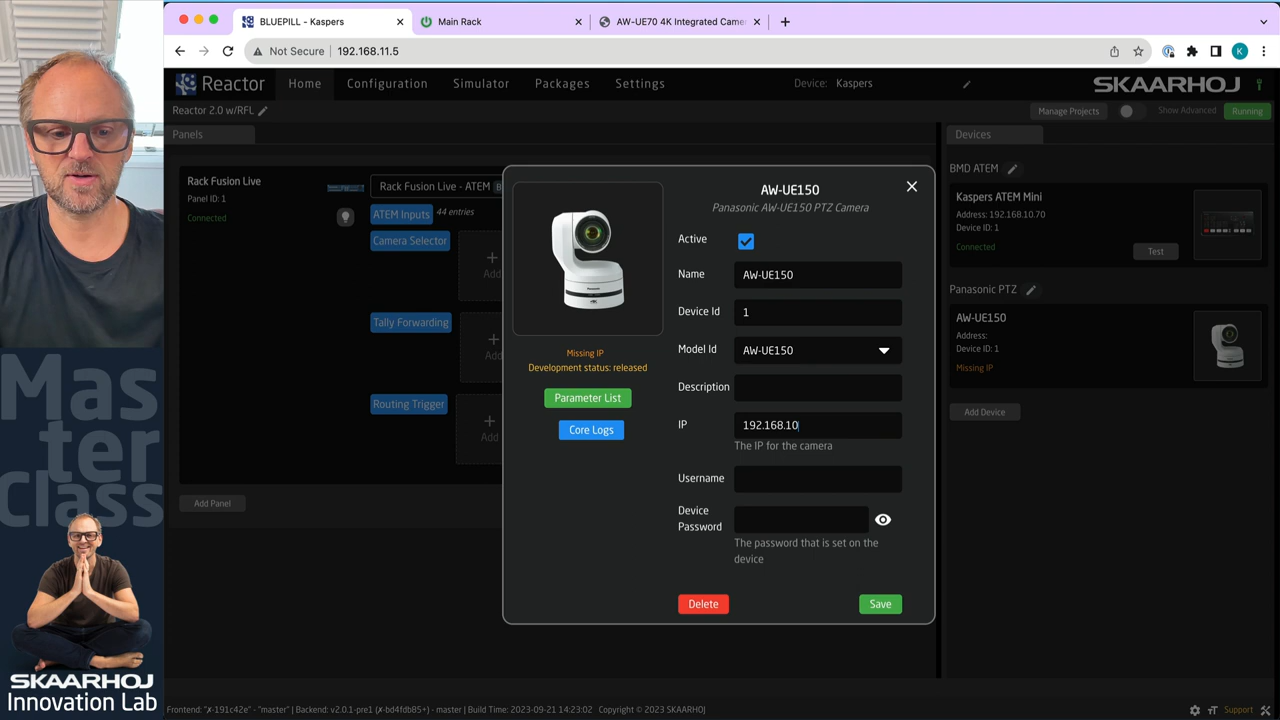 BLUEPILL - Kaspers
Main Rack
AW-UE70 4K Integrated Came
Not Secure
192.168.11.5
K
Reactor
Home
Configuration
Simulator
Packages
Settings
Device:
Kaspers
SKAARHOJ
Reactor 2.0 w/RFL
Manage Projects
Show Advanced
Running
Panels
Devices
Rack Fusion Live
Panel ID: 1
Connected
Rack Fusion Live - ATEM
ATEM Inputs
44 entries
Camera Selector
Add
Tally Forwarding
Add
Routing Trigger
Add
Add Panel
AW-UE150
Panasonic AW-UE150 PTZ Camera
Missing IP
Development status: released
Parameter List
Core Logs
Active
Name
AW-UE150
Device Id
1
Model Id
AW-UE150
Description
IP
192.168.10
The IP for the camera
Username
Device
Password
The password that is set on the
device
Delete
Save
BMD ATEM
Kaspers ATEM Mini
Address: 192.168.10.70
Device ID: 1
Connected
Test
Panasonic PTZ
AW-UE150
Address:
Device ID: 1
Missing IP
Add Device
Mas
ter
Class
SKAARHOJ
Innovation Lab
Frontend: "✗-191c42e" - "master" | Backend: v2.0.1-pre1 (✗-bd4fdb85+) - master | Build Time: 2023-09-21 14:23:02 Copyright © 2023 SKAARHOJ
Support